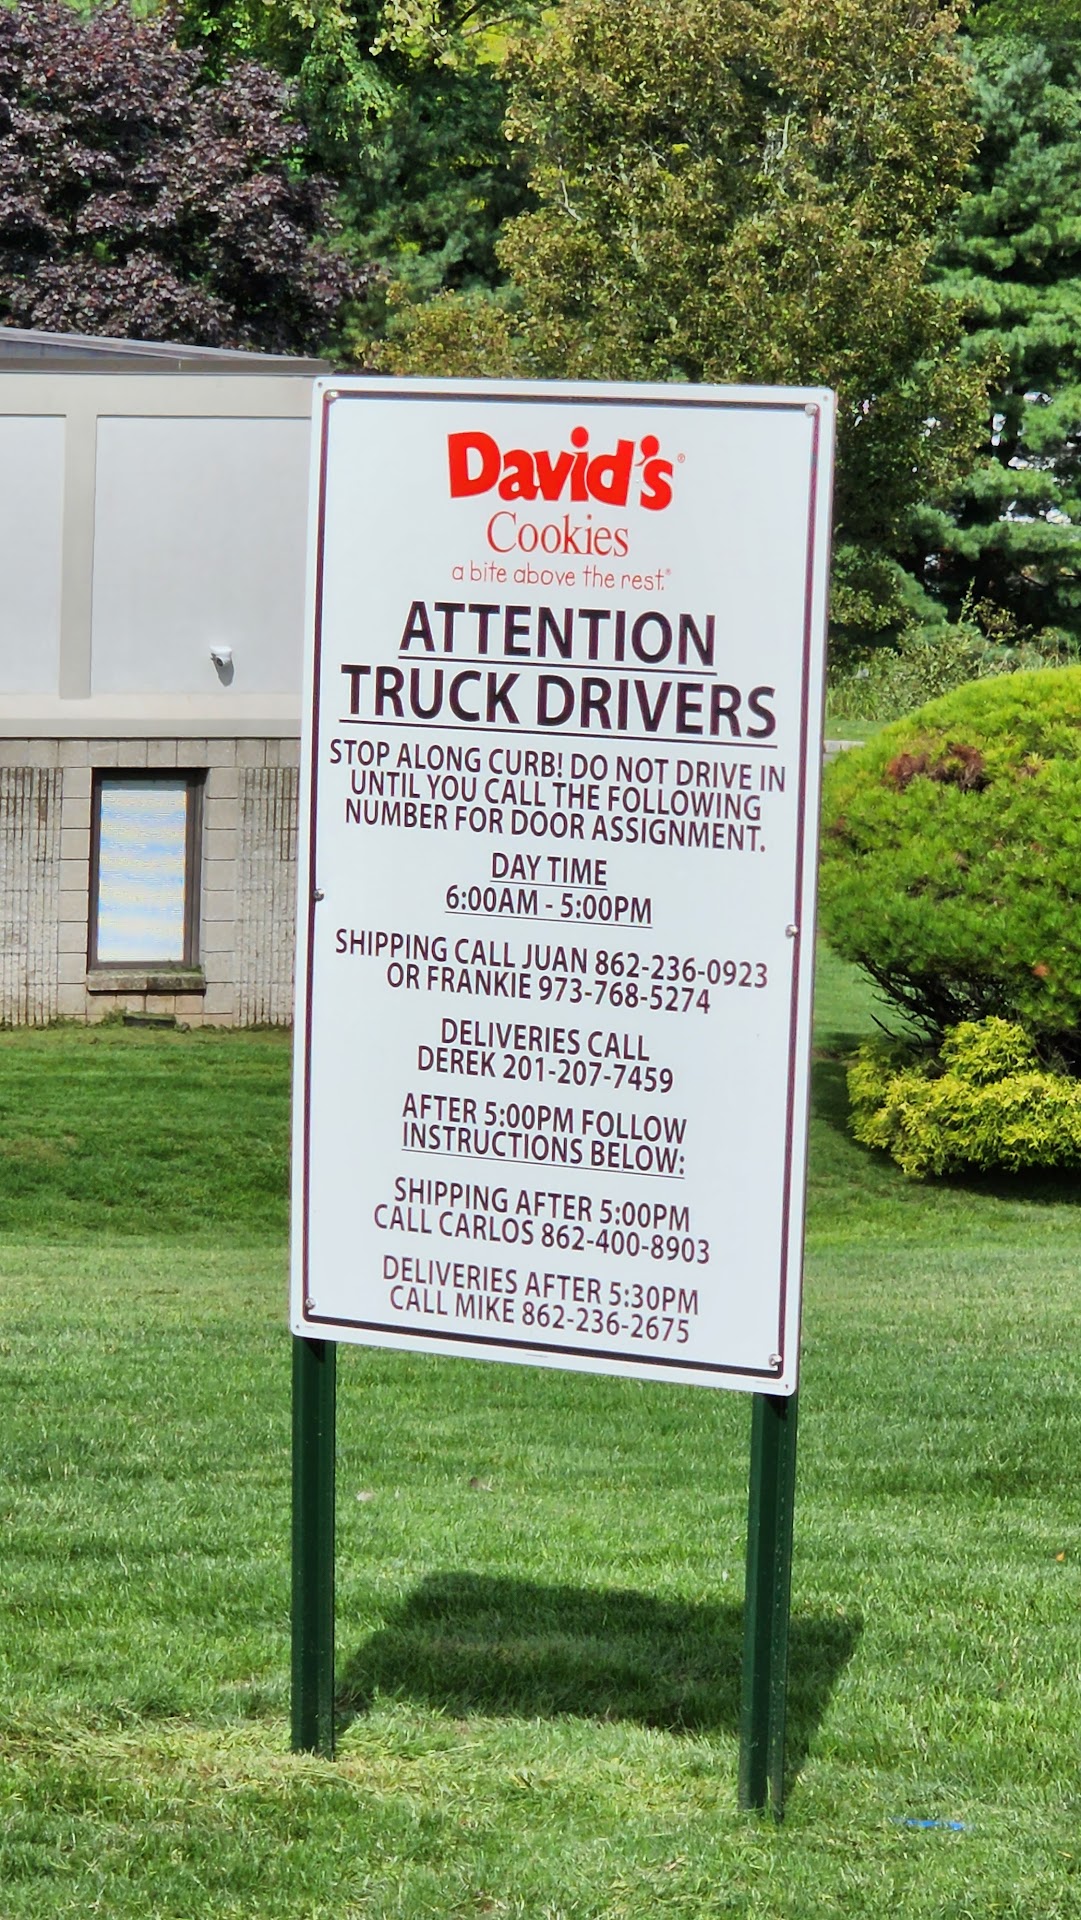 David's®
Cookies
a bite above the rest.®
ATTENTION
TRUCK DRIVERS
STOP ALONG CURB! DO NOT DRIVE IN
UNTIL YOU CALL THE FOLLOWING
NUMBER FOR DOOR ASSIGNMENT.
DAY TIME
6:00AM - 5:00PM
SHIPPING CALL JUAN 862-236-0923
OR FRANKIE 973-768-5274
DELIVERIES CALL
DEREK 201-207-7459
AFTER 5:00PM FOLLOW
INSTRUCTIONS BELOW:
SHIPPING AFTER 5:00PM
CALL CARLOS 862-400-8903
DELIVERIES AFTER 5:30PM
CALL MIKE 862-236-2675